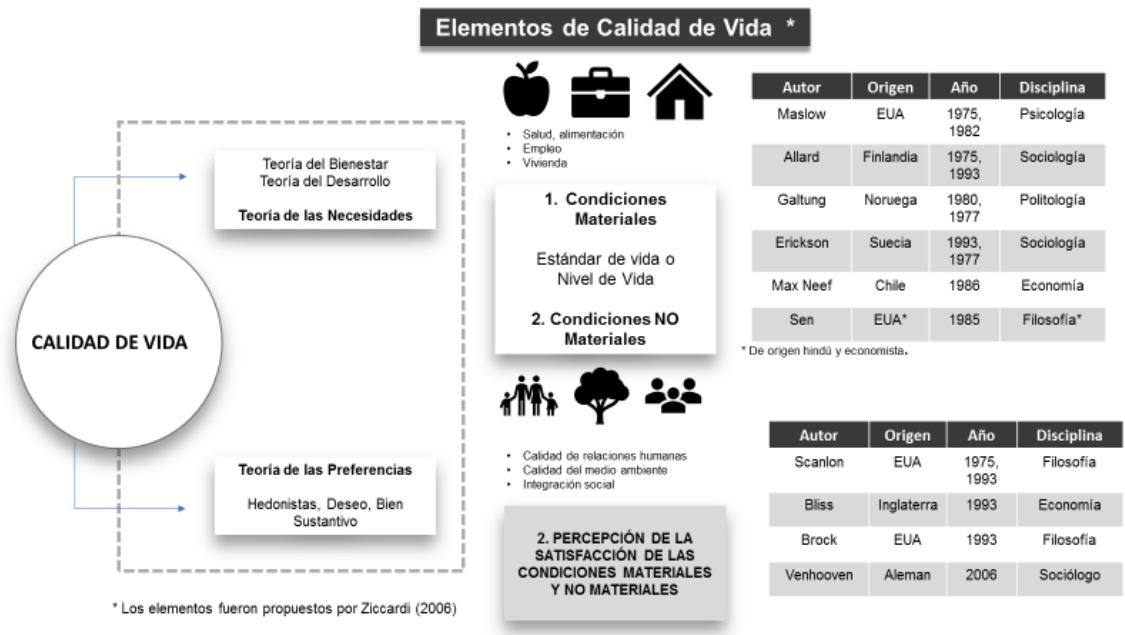 Elementos de Calidad de Vida *
Teoría del Bienestar
Teoría del Desarrollo
Teoría de las Necesidades
CALIDAD DE VIDA
Teoría de las Preferencias
Hedonistas, Deseo, Bien
Sustantivo
* Los elementos fueron propuestos por Ziccardi (2006)
• Salud, alimentación
• Empleo
• Vivienda
1. Condiciones
Materiales
Estándar de vida o
Nivel de Vida
2. Condiciones NO
Materiales
• Calidad de relaciones humanas
• Calidad del medio ambiente
• Integración social
2. PERCEPCIÓN DE LA
SATISFACCIÓN DE LAS
CONDICIONES MATERIALES
Y NO MATERIALES
Autor Origen Año Disciplina
Maslow EUA 1975, 1982 Psicología
Allard Finlandia 1975, 1993 Sociología
Galtung Noruega 1980, 1977 Politología
Erickson Suecia 1993, 1977 Sociología
Max Neef Chile 1986 Economía
Sen EUA* 1985 Filosofía*
* De origen hindú y economista.
Autor Origen Año Disciplina
Scanlon EUA 1975, 1993 Filosofía
Bliss Inglaterra 1993 Economía
Brock EUA 1993 Filosofía
Venhooven Aleman 2006 Sociólogo